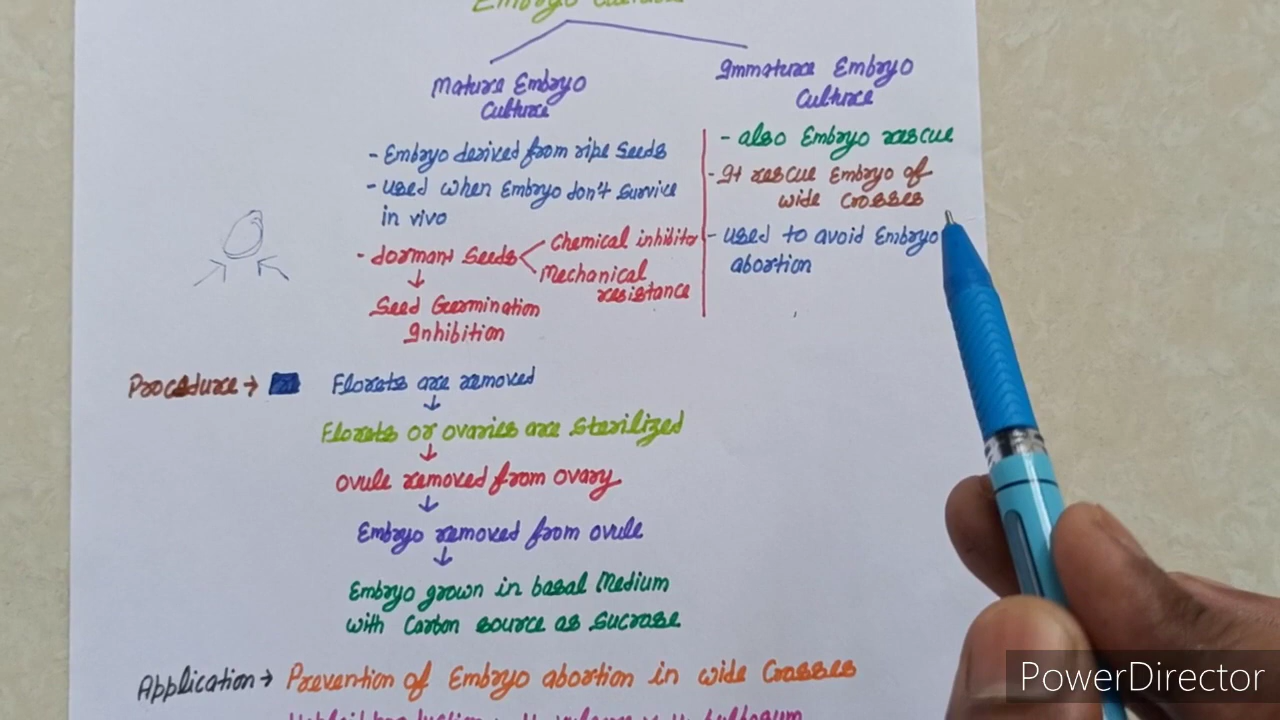 Embryo Culture
Mature Embryo
Culture
- Embryo derived from ripe seeds
- used when Embryo don't survice
in vivo
- dormant seeds
Chemical inhibitor
Mechanical
resistance
↓
Seed Germination
Inhibition
Immature Embryo
Culture
- also Embryo rescue
- It rescue Embryo of
wide Crosses
- used to avoid Embryo
abortion
Procedure →
Florets are removed
↓
Florets or ovaries are sterilized
↓
Ovule removed from ovary
↓
Embryo removed from ovule
↓
Embryo grown in basal Medium
with Carbon source as Sucrose
Application → Prevention of Embryo abortion in wide Crosses
PowerDirector